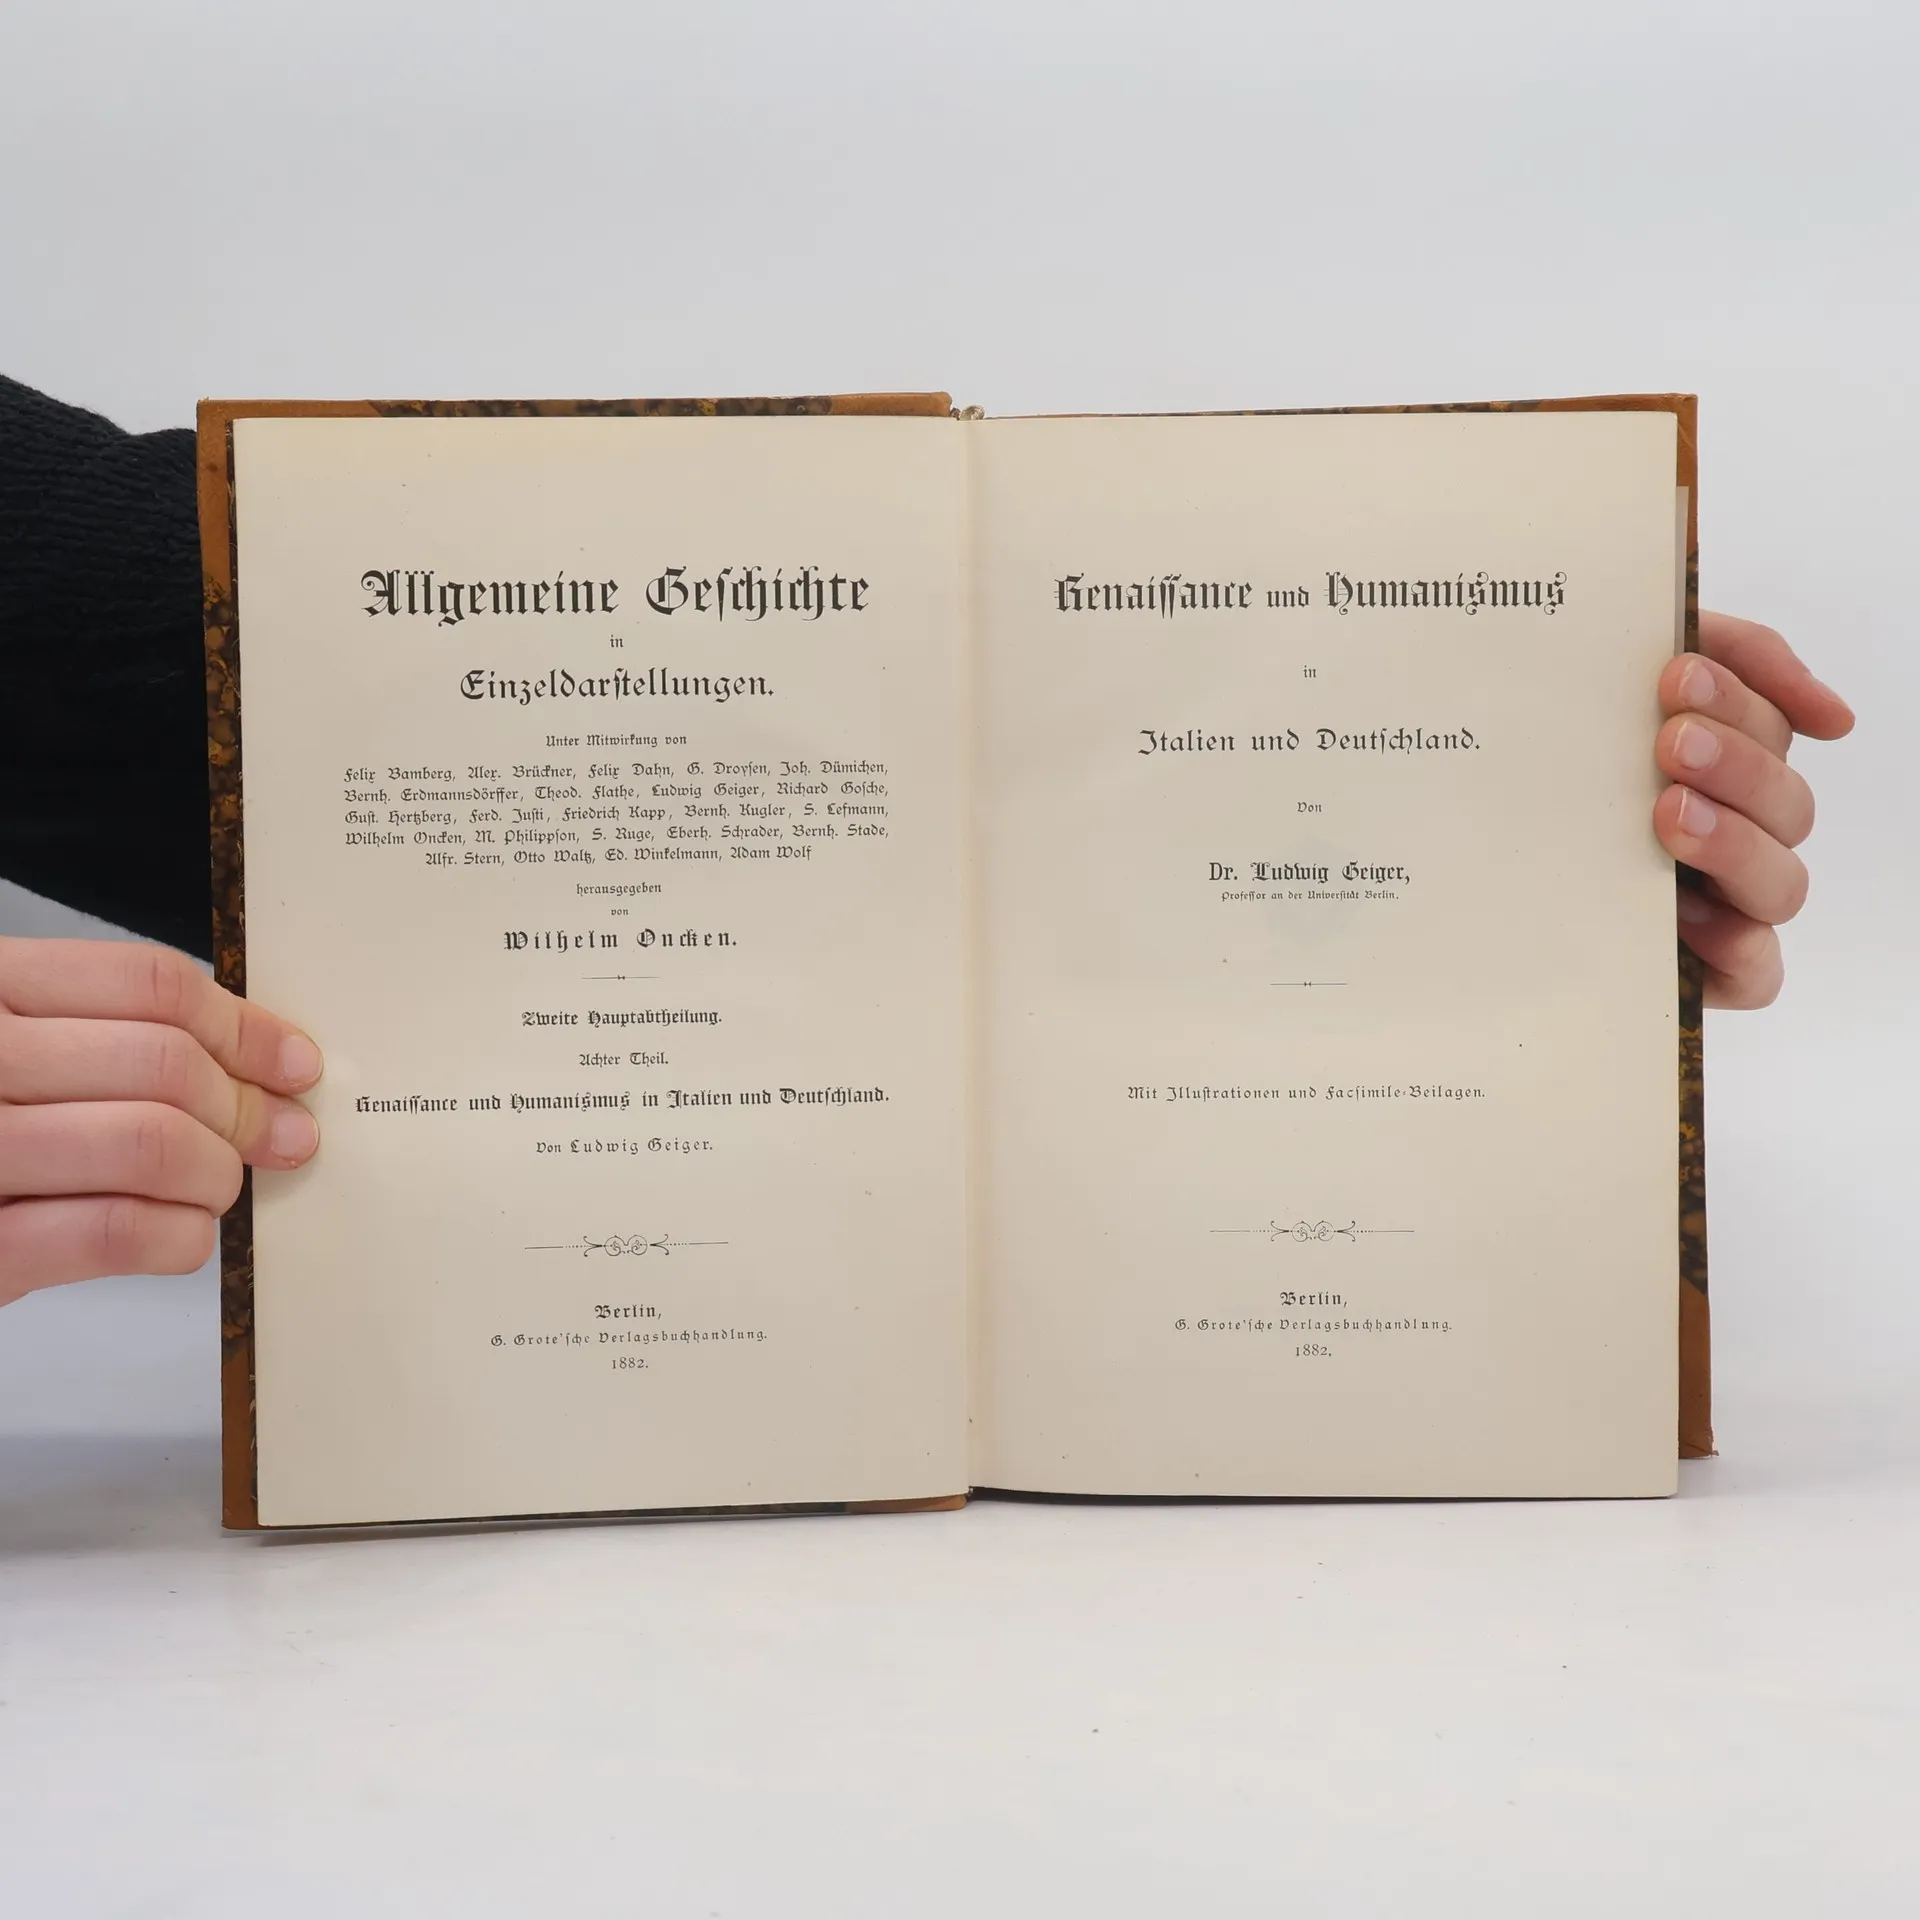 Allgemeine Geschichte
in
Einzeldarstellungen.
Unter Mitwirkung von
Felix Bamberg, Alex. Brückner, Felix Dahn, G. Droysen, Joh. Dümichen,
Bernh. Erdmannsdörffer, Theod. Flathe, Ludwig Geiger, Richard Gosche,
Gust. Hertzberg, Ferd. Justi, Friedrich Kapp, Bernh. Kugler, S. Lefmann,
Wilhelm Oncken, M. Philippson, S. Ruge, Eberh. Schrader, Bernh. Stade,
Alfr. Stern, Otto Waltz, Ed. Winkelmann, Adam Wolf
herausgegeben
von
Wilhelm Oncken.
Zweite Hauptabtheilung.
Achter Theil.
Renaissance und Humanismus in Italien und Deutschland.
Von Ludwig Geiger.
Berlin,
G. Grote'sche Verlagsbuchhandlung.
1882.
Renaissance und Humanismus
in
Italien und Deutschland.
Von
Dr. Ludwig Geiger,
Professor an der Universität Berlin.
Mit Illustrationen und Facsimile-Beilagen.
Berlin,
G. Grote'sche Verlagsbuchhandlung.
1882.